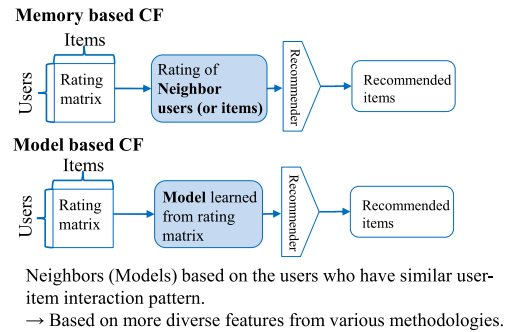 Memory based CF
Items
Users
Rating
matrix
Rating of
Neighbor
users (or items)
Recommender
Recommended
items
Model based CF
Items
Users
Rating
matrix
Model learned
from rating
matrix
Recommender
Recommended
items
Neighbors (Models) based on the users who have similar user-
item interaction pattern.
→ Based on more diverse features from various methodologies.